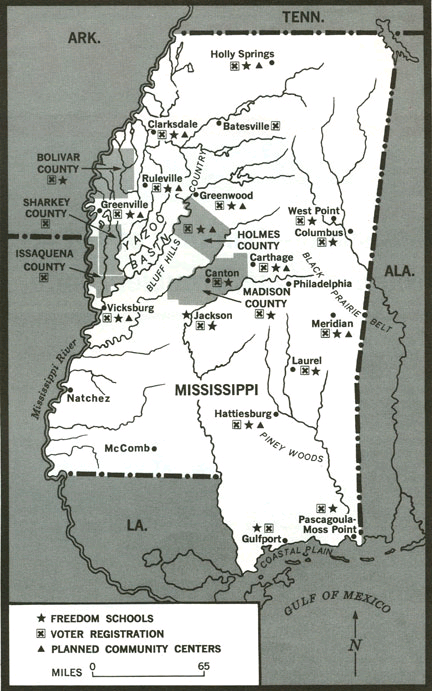 TENN.
ARK.
Holly Springs
Clarksdale
Batesville
BOLIVAR
COUNTY
COUNTRY
Ruleville
Greenwood
SHARKEY
COUNTY
Greenville
YAZOO
BASIN
West Point
Columbus
HOLMES
COUNTY
ISSAQUENA
COUNTY
BLUFF HILLS
Carthage
Canton
BLACK
PRAIRIE
BELT
ALA.
Philadelphia
MADISON
COUNTY
Vicksburg
Jackson
Meridian
Mississippi River
Laurel
MISSISSIPPI
Natchez
Hattiesburg
PINEY WOODS
McComb
LA.
Pascagoula-
Moss Point
Gulfport
COASTAL PLAIN
GULF OF MEXICO
FREEDOM SCHOOLS
VOTER REGISTRATION
PLANNED COMMUNITY CENTERS
MILES 0 65
N